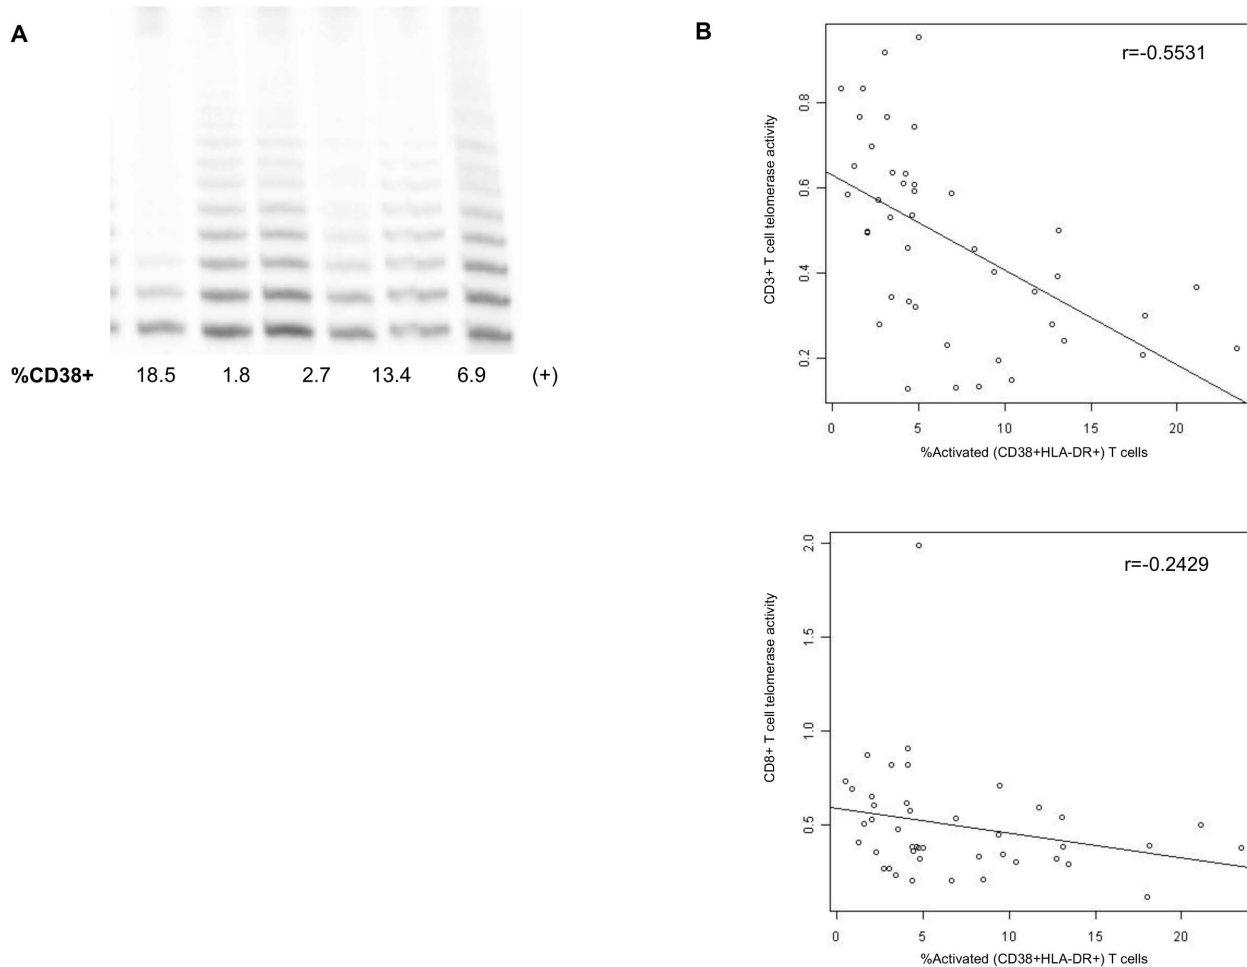 A
%CD38+ 18.5 1.8 2.7 13.4 6.9 (+)
B
r=-0.5531
CD3+ T cell telomerase activity
0.8
0.6
0.4
0.2
0 5 10 15 20
%Activated (CD38+HLA-DR+) T cells
r=-0.2429
CD8+ T cell telomerase activity
2.0
1.5
1.0
0.5
0 5 10 15 20
%Activated (CD38+HLA-DR+) T cells